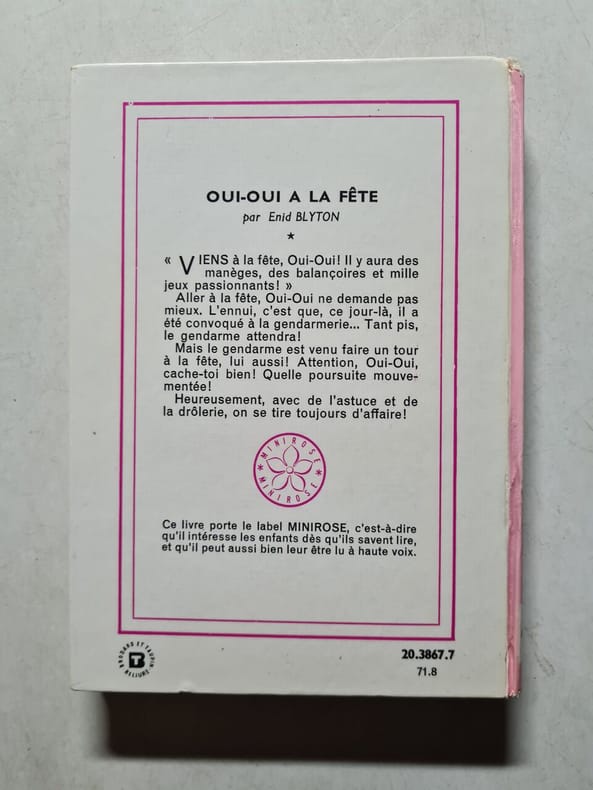 OUI-OUI A LA FÊTE
par Enid BLYTON
« VIENS à la fête, Oui-Oui! Il y aura des
manèges, des balançoires et mille
jeux passionnants! »
Aller à la fête, Oui-Oui ne demande pas
mieux. L'ennui, c'est que, ce jour-là, il a
été convoqué à la gendarmerie... Tant pis,
le gendarme attendra!
Mais le gendarme est venu faire un tour
à la fête, lui aussi! Attention, Oui-Oui,
cache-toi bien! Quelle poursuite mouve-
mentée!
Heureusement, avec de l'astuce et de
la drôlerie, on se tire toujours d'affaire!
MINIROSE
MINIROSE
Ce livre porte le label MINIROSE, c'est-à-dire
qu'il intéresse les enfants dès qu'ils savent lire,
et qu'il peut aussi bien leur être lu à haute voix.
BRODARD ET TAUPIN
BT
RELIURE
20.3867.7
71.8